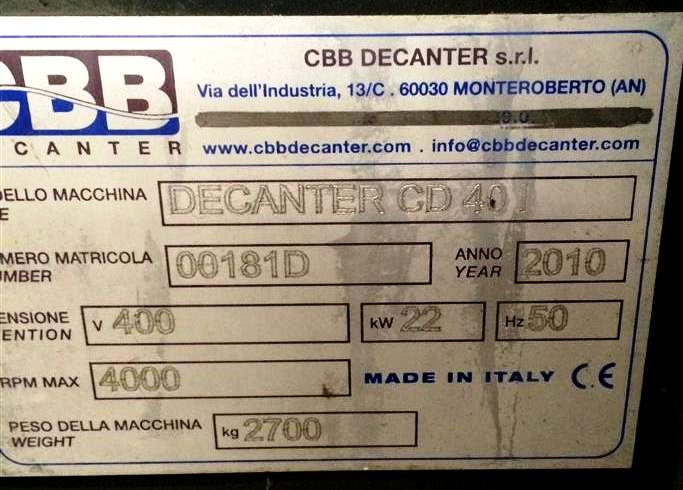 CBB DECANTER s.r.l.
Via dell'Industria, 13/C . 60030 MONTEROBERTO (AN)
CBB
CANTER
www.cbbdecanter.com . info@cbbdecanter.com
DELLO MACCHINA DECANTER CD 40
E
MERO MATRICOLA 00181D ANNO 2010
UMBER YEAR
ENSIONE V 400 kW 22 Hz 50
ENTION
RPM MAX 4000 MADE IN ITALY CE
PESO DELLA MACCHINA kg 2700
WEIGHT